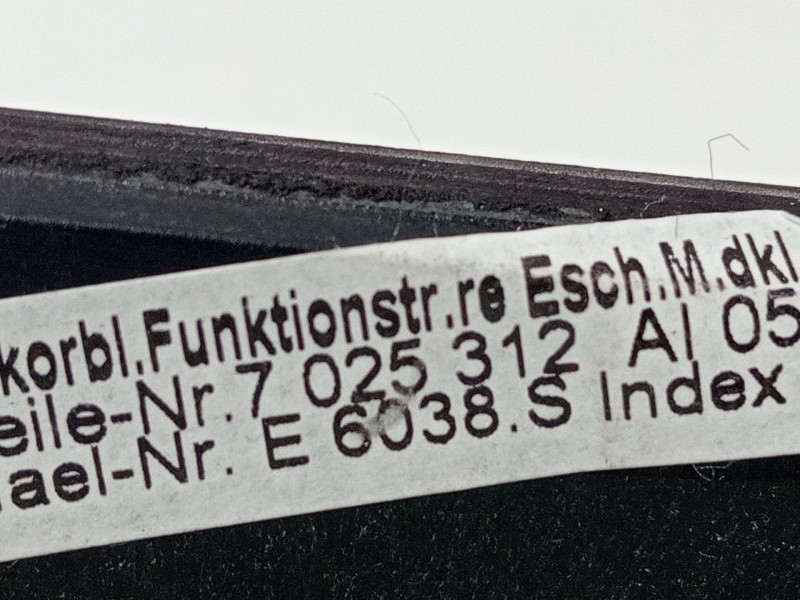 korbl.Funktionstr.re Esch.M.dkl
eile-Nr.7 025 312 AI 05
ael-Nr. E 6038.S Index